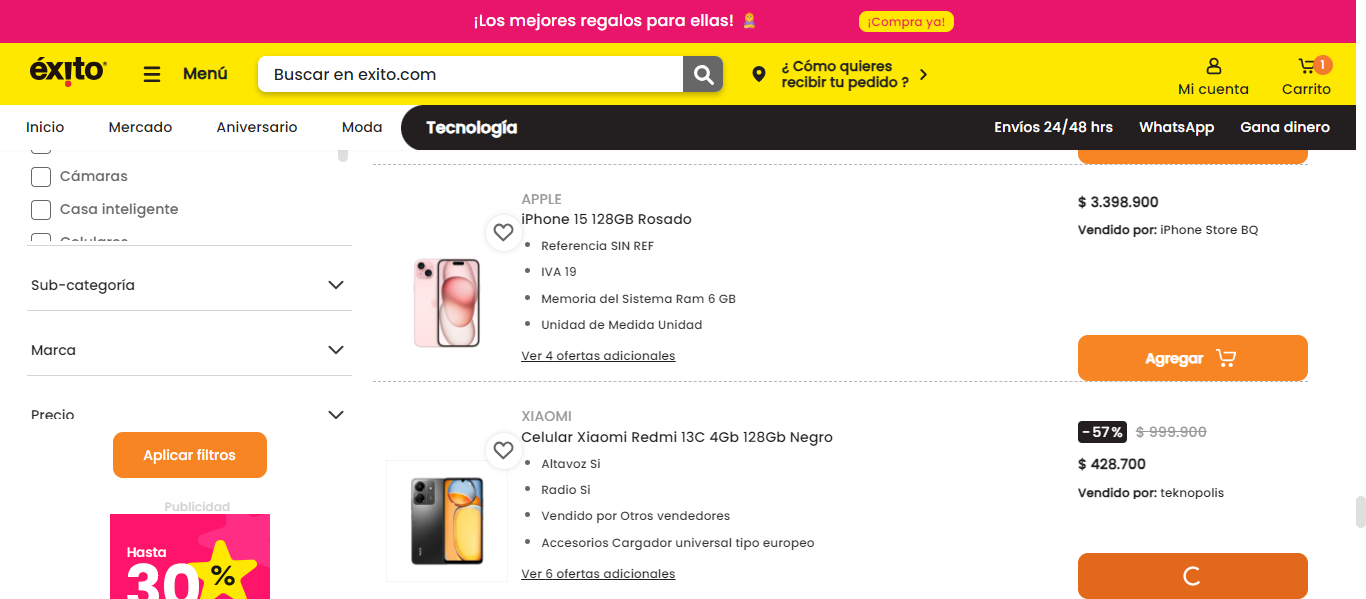 ¡Los mejores regalos para ellas!
¡Compra ya!
éxito
Menú
Buscar en exito.com
¿ Cómo quieres
recibir tu pedido ?
Mi cuenta
1
Carrito
Inicio
Mercado
Aniversario
Moda
Tecnología
Envíos 24/48 hrs
WhatsApp
Gana dinero
Cámaras
Casa inteligente
Celulares
Sub-categoría
Marca
Precio
Aplicar filtros
Publicidad
Hasta
30 %
APPLE
iPhone 15 128GB Rosado
Referencia SIN REF
IVA 19
Memoria del Sistema Ram 6 GB
Unidad de Medida Unidad
Ver 4 ofertas adicionales
$ 3.398.900
Vendido por: iPhone Store BQ
Agregar
XIAOMI
Celular Xiaomi Redmi 13C 4Gb 128Gb Negro
Altavoz Si
Radio Si
Vendido por Otros vendedores
Accesorios Cargador universal tipo europeo
Ver 6 ofertas adicionales
-57% $ 999.900
$ 428.700
Vendido por: teknopolis